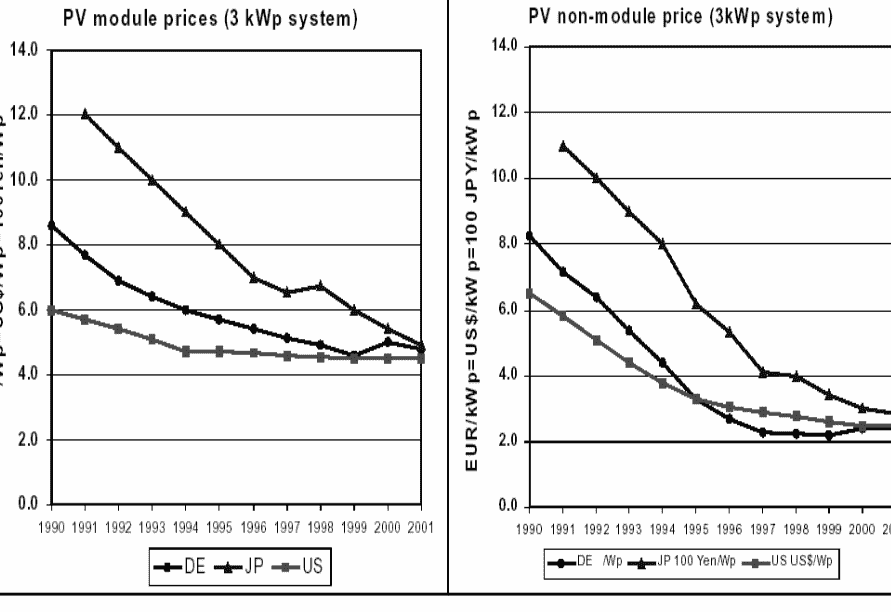 PV module prices (3 kWp system)
14.0
12.0
10.0
8.0
6.0
4.0
2.0
0.0
1990 1991 1992 1993 1994 1995 1996 1997 1998 1999 2000 2001
DE JP US
PV non-module price (3kWp system)
EUR/kWp=US$/kWp=100 JPY/kWp
14.0
12.0
10.0
8.0
6.0
4.0
2.0
0.0
1990 1991 1992 1993 1994 1995 1996 1997 1998 1999 2000
DE /Wp JP 100 Yen/Wp US US$/Wp